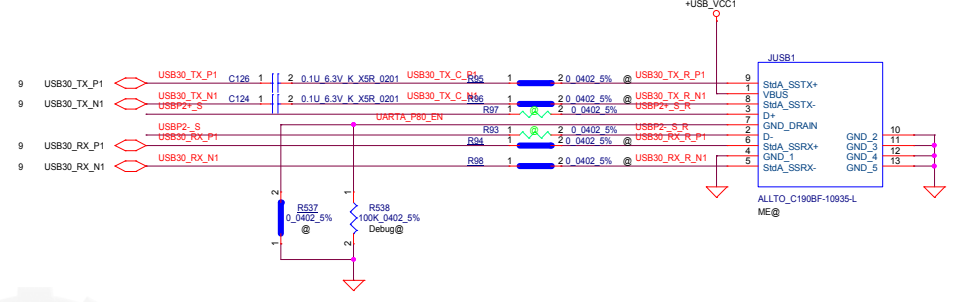 +USB_VCC1
JUSB1
9 USB30_TX_P1 USB30_TX_P1 C126 1 2 0.1U_6.3V_K_X5R_0201 USB30_TX_C_P1 R95 1 2 0_0402_5% @ USB30_TX_R_P1 9 StdA_SSTX+
1 VBUS
9 USB30_TX_N1 USB30_TX_N1 C124 1 2 0.1U_6.3V_K_X5R_0201 USB30_TX_C_N1 R96 1 2 0_0402_5% @ USB30_TX_R_N1 8 StdA_SSTX-
USBP2+_S R97 1 @ 2 0_0402_5% USBP2+_S_R 3 D+
UARTA_P80_EN 7 GND_DRAIN
USBP2-_S R93 1 @ 2 0_0402_5% USBP2-_S_R 2 D- GND_2 10
9 USB30_RX_P1 USB30_RX_P1 R94 1 2 0_0402_5% @ USB30_RX_R_P1 6 StdA_SSRX+ GND_3 11
4 GND_1 GND_4 12
9 USB30_RX_N1 USB30_RX_N1 R98 1 2 0_0402_5% @ USB30_RX_R_N1 5 StdA_SSRX- GND_5 13
ALLTO_C190BF-10935-L
ME@
2 1
R537 R538
0_0402_5% 100K_0402_5%
@ Debug@
1 2